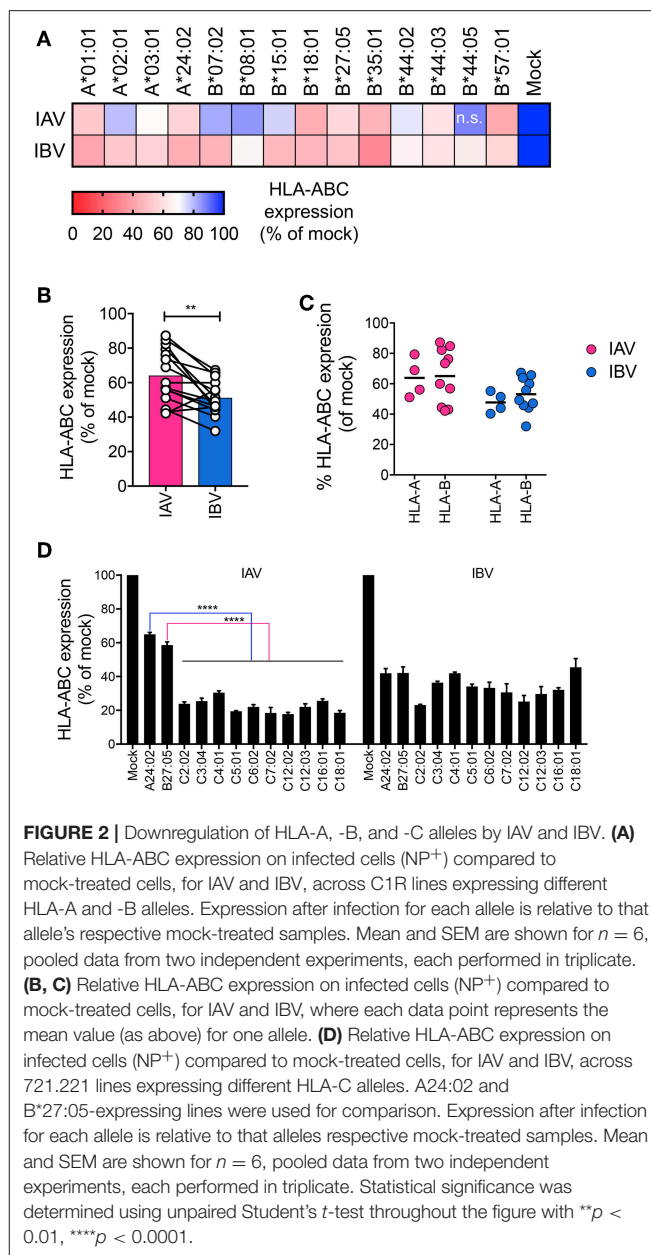 A
A*01:01
A*02:01
A*03:01
A*24:02
B*07:02
B*08:01
B*15:01
B*18:01
B*27:05
B*35:01
B*44:02
B*44:03
B*44:05
B*57:01
Mock
IAV
n.s.
IBV
HLA-ABC
expression
(% of mock)
0 20 40 60 80 100
B
HLA-ABC expression
(% of mock)
100
80
60
40
20
0
**
IAV
IBV
C
% HLA-ABC expression
(of mock)
100
80
60
40
20
0
HLA-A
HLA-B
HLA-A
HLA-B
IAV
IBV
D
HLA-ABC expression
(% of mock)
100
80
60
40
20
0
IAV
****
****
Mock
A24:02
B27:05
C2:02
C3:04
C4:01
C5:01
C6:02
C7:02
C12:02
C12:03
C16:01
C18:01
IBV
Mock
A24:02
B27:05
C2:02
C3:04
C4:01
C5:01
C6:02
C7:02
C12:02
C12:03
C16:01
C18:01
FIGURE 2 | Downregulation of HLA-A, -B, and -C alleles by IAV and IBV. (A)
Relative HLA-ABC expression on infected cells (NP+) compared to
mock-treated cells, for IAV and IBV, across C1R lines expressing different
HLA-A and -B alleles. Expression after infection for each allele is relative to that
allele's respective mock-treated samples. Mean and SEM are shown for n = 6,
pooled data from two independent experiments, each performed in triplicate.
(B, C) Relative HLA-ABC expression on infected cells (NP+) compared to
mock-treated cells, for IAV and IBV, where each data point represents the
mean value (as above) for one allele. (D) Relative HLA-ABC expression on
infected cells (NP+) compared to mock-treated cells, for IAV and IBV, across
721.221 lines expressing different HLA-C alleles. A24:02 and
B*27:05-expressing lines were used for comparison. Expression after infection
for each allele is relative to that alleles respective mock-treated samples. Mean
and SEM are shown for n = 6, pooled data from two independent
experiments, each performed in triplicate. Statistical significance was
determined using unpaired Student's t-test throughout the figure with **p <
0.01, ****p < 0.0001.